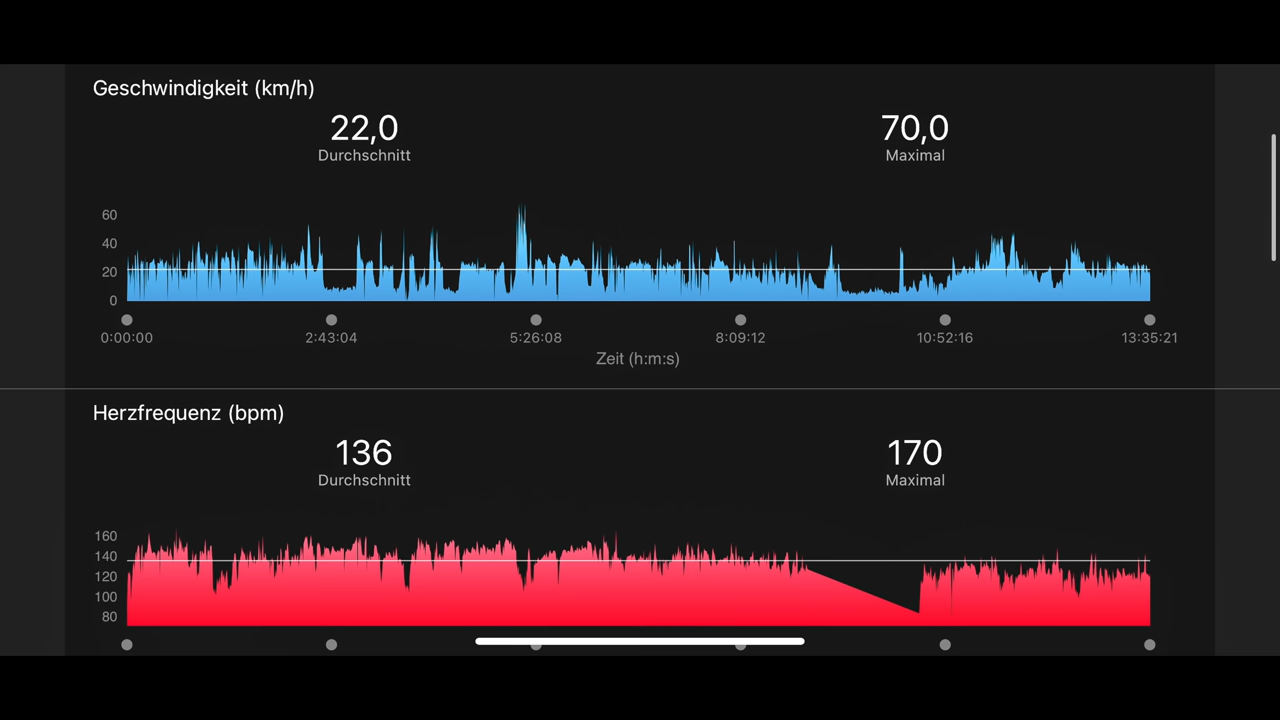 Geschwindigkeit (km/h)
22,0 70,0
Durchschnitt Maximal
60
40
20
0
0:00:00 2:43:04 5:26:08 8:09:12 10:52:16 13:35:21
Zeit (h:m:s)
Herzfrequenz (bpm)
136 170
Durchschnitt Maximal
160
140
120
100
80